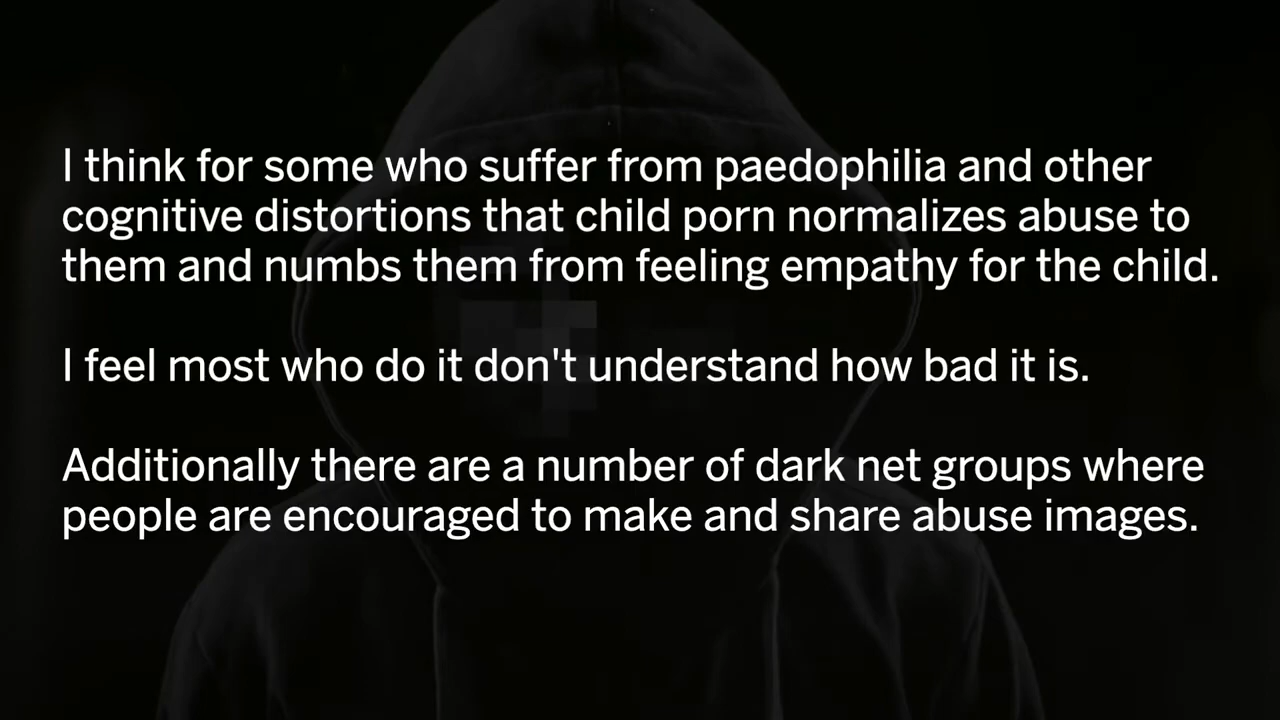 I think for some who suffer from paedophilia and other
cognitive distortions that child porn normalizes abuse to
them and numbs them from feeling empathy for the child.
I feel most who do it don't understand how bad it is.
Additionally there are a number of dark net groups where
people are encouraged to make and share abuse images.